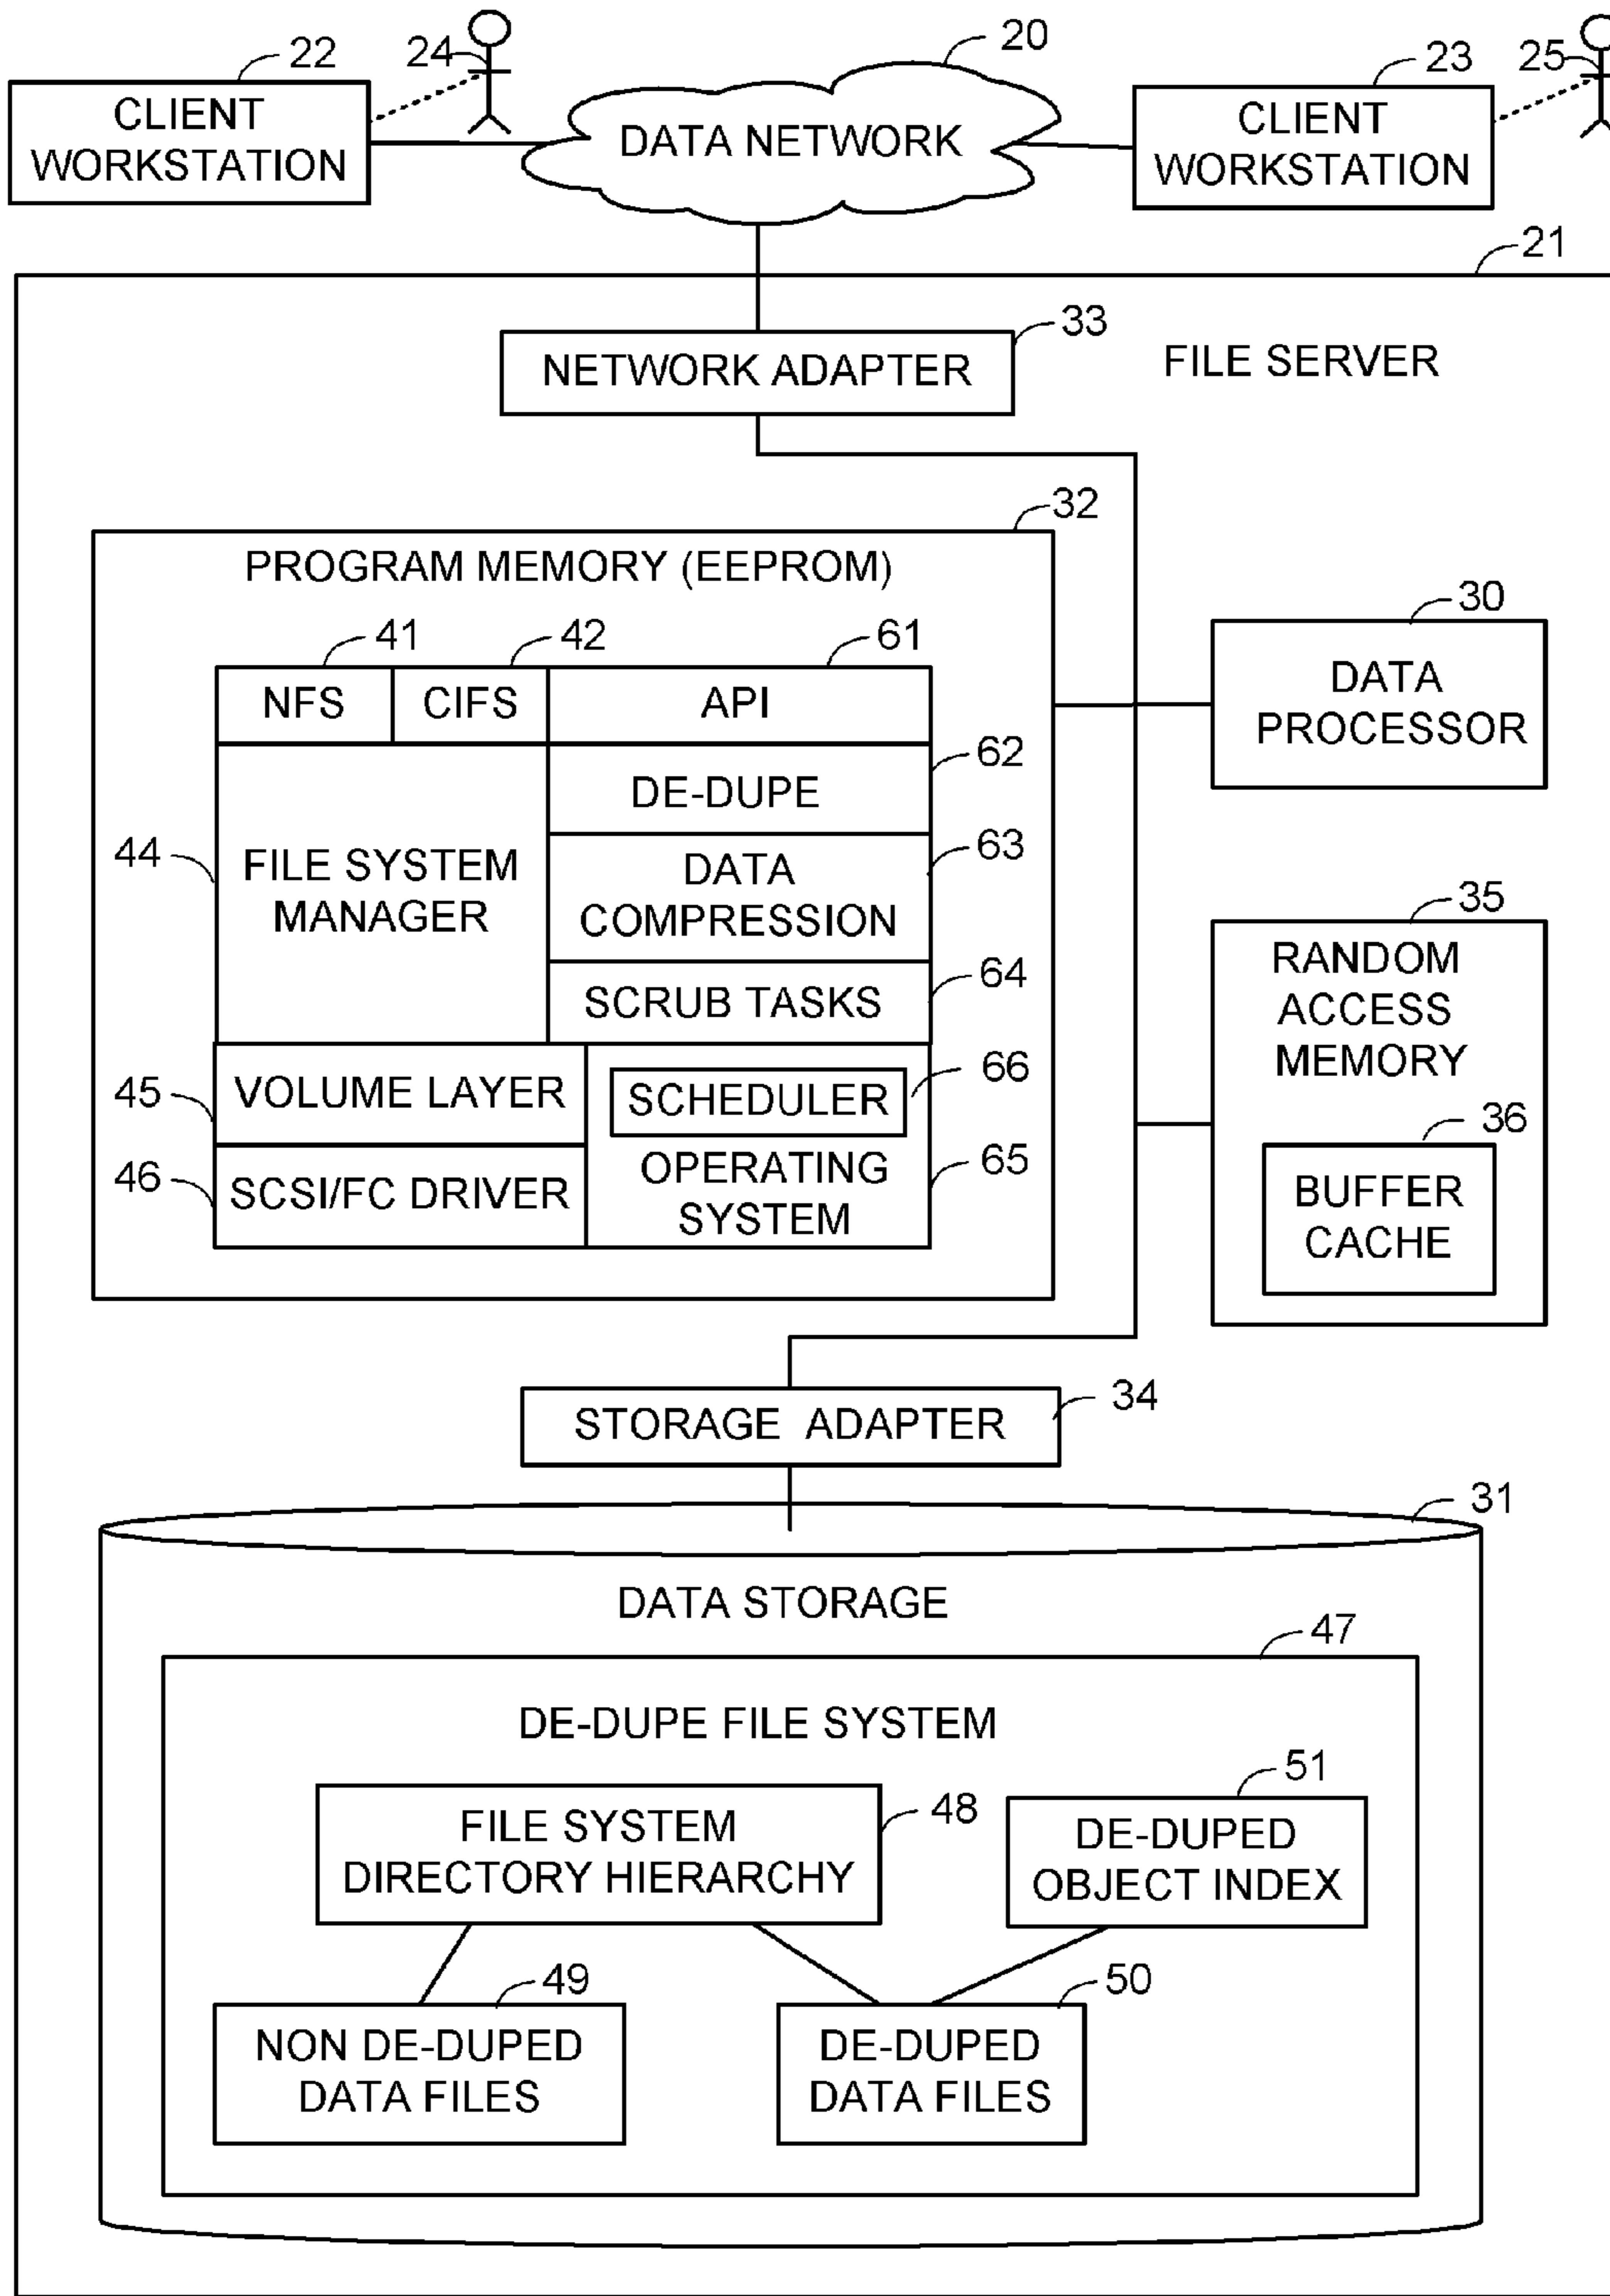 22
24
20
23
25
CLIENT
WORKSTATION
DATA NETWORK
CLIENT
WORKSTATION
21
33
NETWORK ADAPTER
FILE SERVER
32
PROGRAM MEMORY (EEPROM)
41
42
61
NFS
CIFS
API
62
DE-DUPE
44
FILE SYSTEM
MANAGER
63
DATA
COMPRESSION
64
SCRUB TASKS
45
VOLUME LAYER
66
SCHEDULER
46
SCSI/FC DRIVER
65
OPERATING
SYSTEM
30
DATA
PROCESSOR
35
RANDOM
ACCESS
MEMORY
36
BUFFER
CACHE
34
STORAGE ADAPTER
31
DATA STORAGE
47
DE-DUPE FILE SYSTEM
48
FILE SYSTEM
DIRECTORY HIERARCHY
51
DE-DUPED
OBJECT INDEX
49
NON DE-DUPED
DATA FILES
50
DE-DUPED
DATA FILES